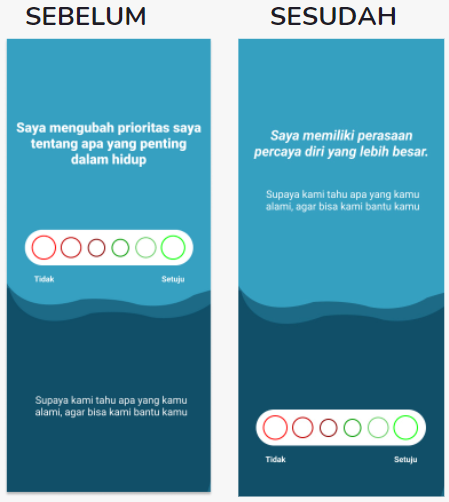 SEBELUM
Saya mengubah prioritas saya
tentang apa yang penting
dalam hidup
Tidak
Setuju
Supaya kami tahu apa yang kamu
alami, agar bisa kami bantu kamu
SESUDAH
Saya memiliki perasaan
percaya diri yang lebih besar.
Supaya kami tahu apa yang kamu
alami, agar bisa kami bantu kamu
Tidak
Setuju